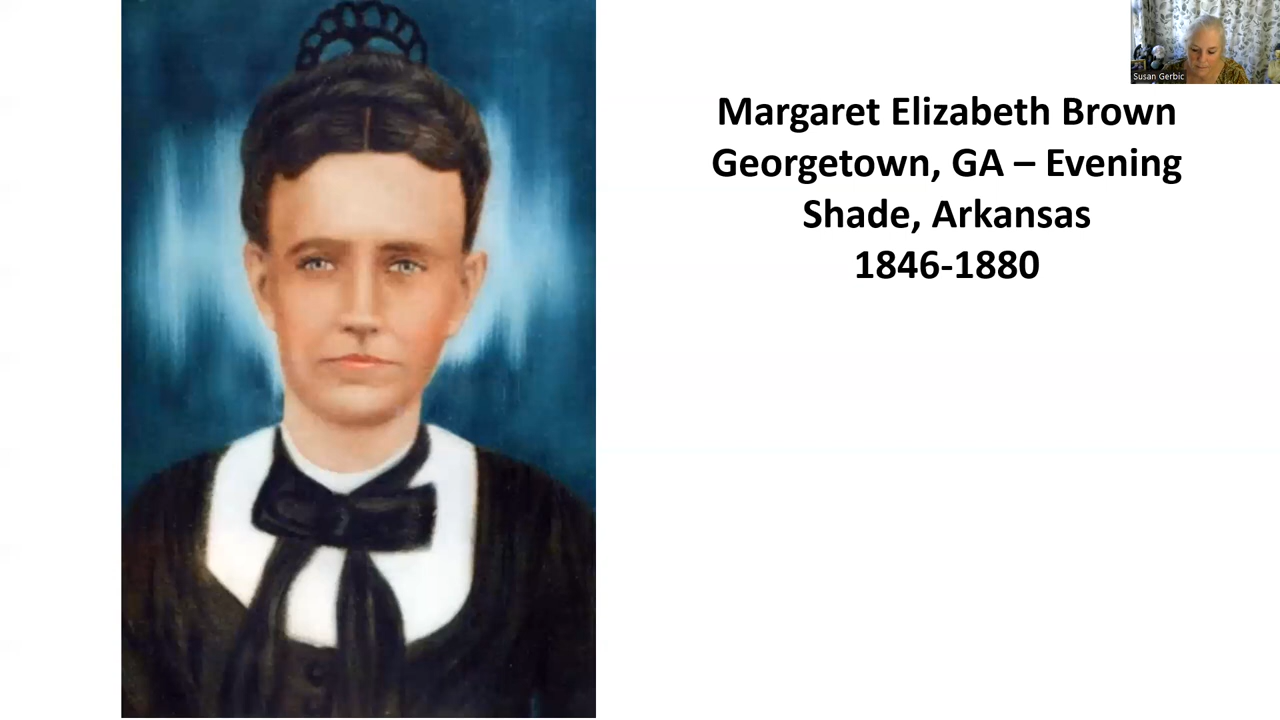 Susan Gerbic
Margaret Elizabeth Brown
Georgetown, GA – Evening
Shade, Arkansas
1846-1880